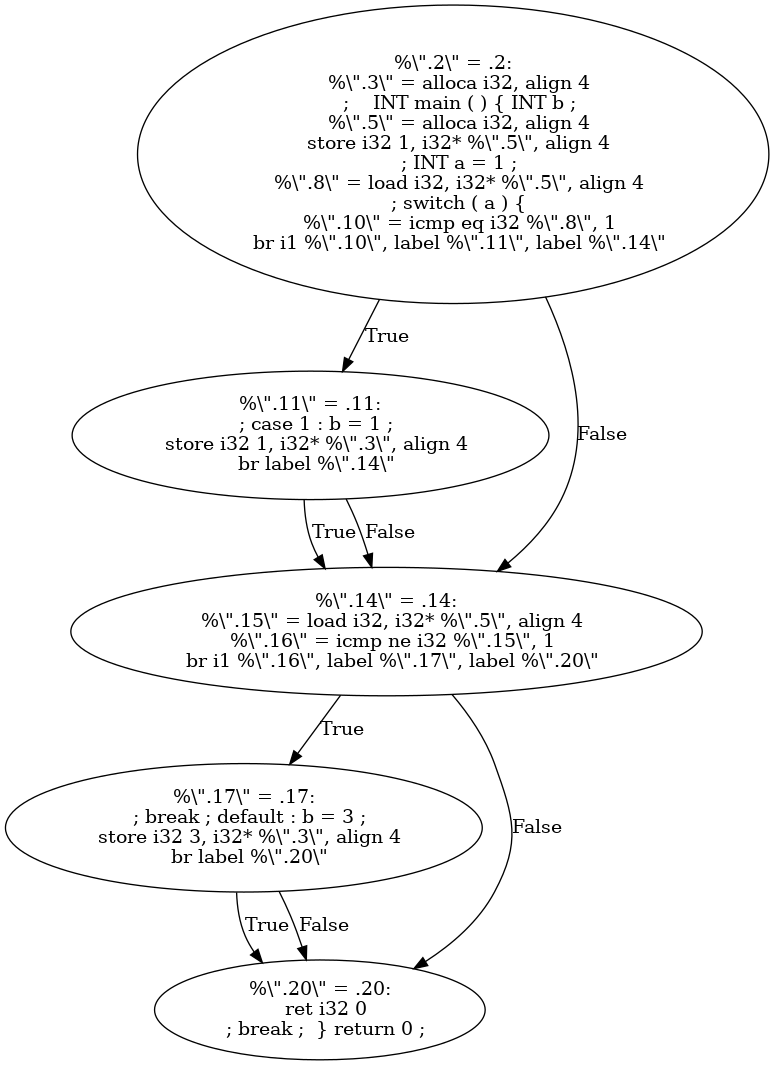 %\".2\" = .2:
%\".3\" = alloca i32, align 4
;    INT main ( ) { INT b ;
%\".5\" = alloca i32, align 4
store i32 1, i32* %\".5\", align 4
; INT a = 1 ;
%\".8\" = load i32, i32* %\".5\", align 4
; switch ( a ) {
%\".10\" = icmp eq i32 %\".8\", 1
br i1 %\".10\", label %\".11\", label %\".14\"
True
%\".11\" = .11:
; case 1 : b = 1 ;
store i32 1, i32* %\".3\", align 4
br label %\".14\"
False
True
False
%\".14\" = .14:
%\".15\" = load i32, i32* %\".5\", align 4
%\".16\" = icmp ne i32 %\".15\", 1
br i1 %\".16\", label %\".17\", label %\".20\"
True
%\".17\" = .17:
; break ; default : b = 3 ;
store i32 3, i32* %\".3\", align 4
br label %\".20\"
False
True
False
%\".20\" = .20:
ret i32 0
; break ;  } return 0 ;